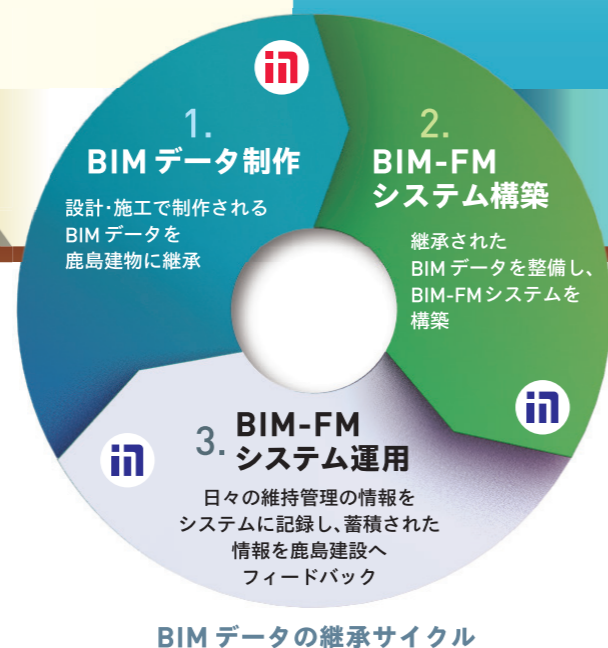 1.
BIM データ制作
設計・施工で制作される
BIM データを
鹿島建物に継承
2.
BIM-FM
システム構築
継承された
BIM データを整備し、
BIM-FMシステムを
構築
3.
BIM-FM
システム運用
日々の維持管理の情報を
システムに記録し、蓄積された
情報を鹿島建設へ
フィードバック
BIM データの継承サイクル